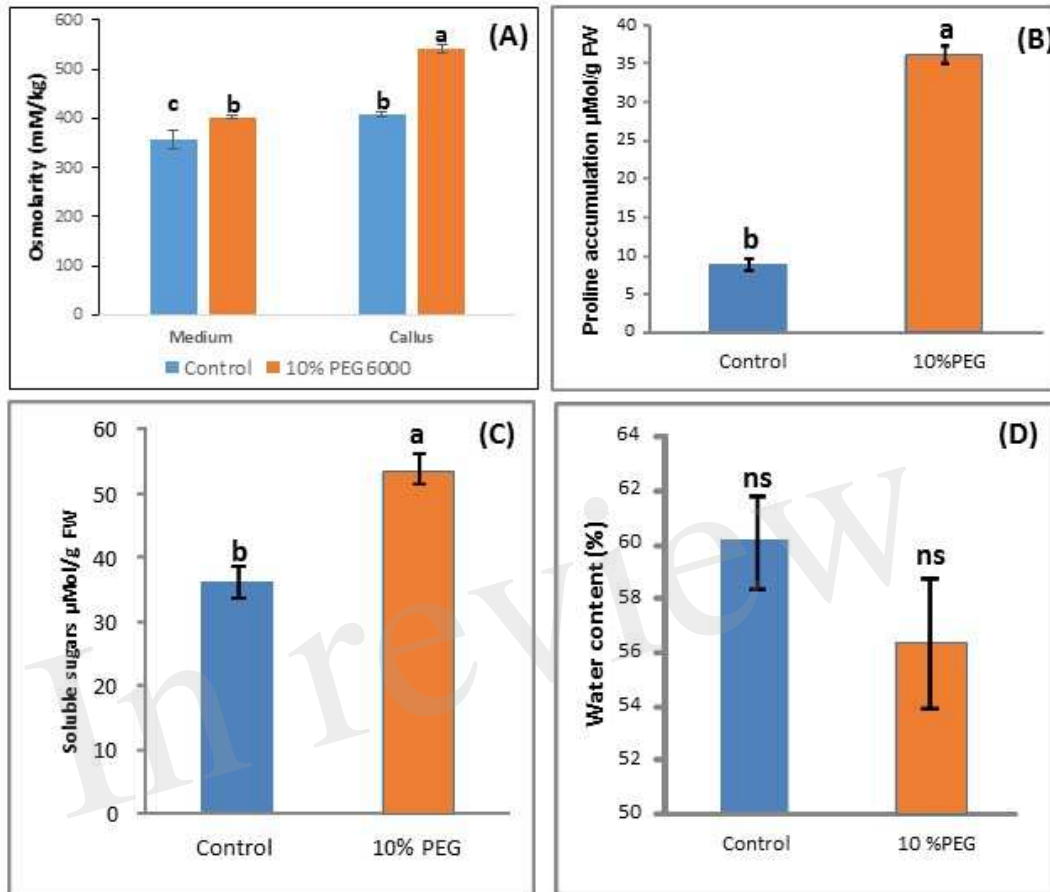 (A)
600
500
400
300
200
100
0
Osmolarity (mM/kg)
c
b
b
a
Medium
Callus
Control
10% PEG6000
(B)
40
35
30
25
20
15
10
5
0
Proline accumulation µMol/g FW
b
a
Control
10%PEG
(C)
60
50
40
30
20
10
0
Soluble sugars µMol/g FW
b
a
Control
10% PEG
(D)
64
62
60
58
56
54
52
50
Water content (%)
ns
ns
Control
10 %PEG
In review